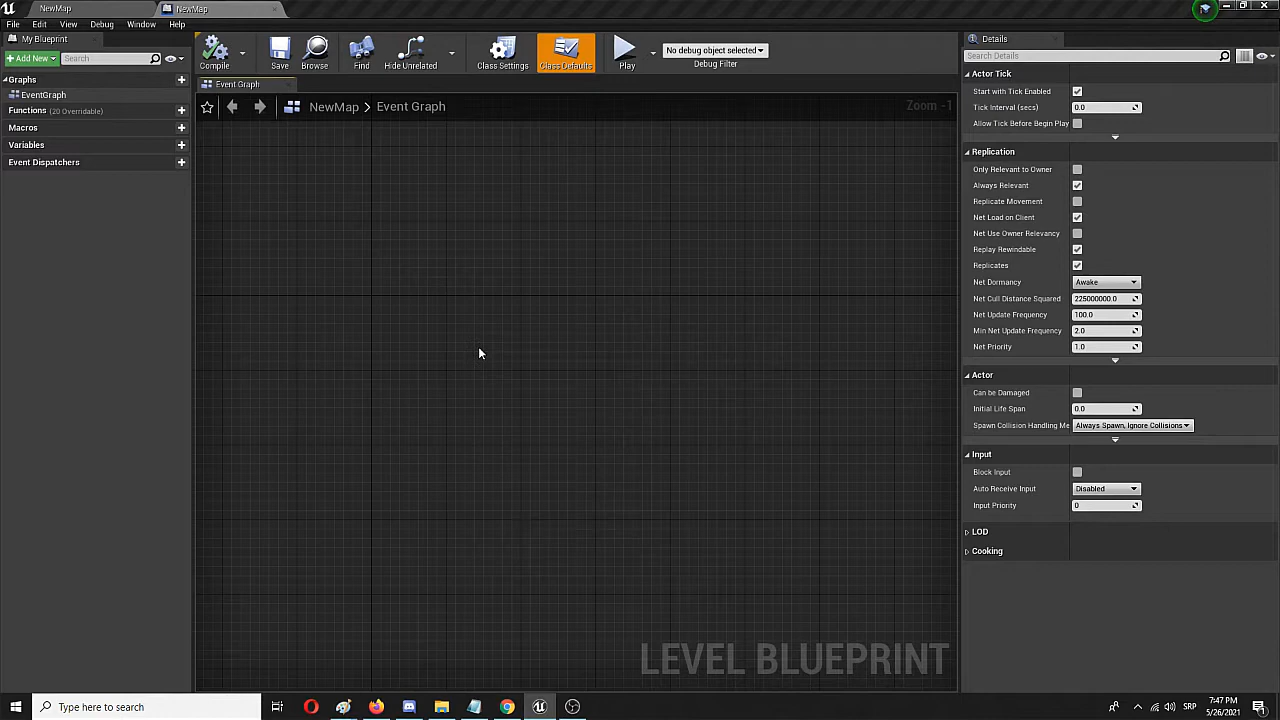 NewMap
NewMap
File Edit View Debug Window Help
My Blueprint
+ Add New
Search
Graphs
EventGraph
Functions (20 Overridable)
Macros
Variables
Event Dispatchers
Compile
Save
Browse
Find
Hide Unrelated
Class Settings
Class Defaults
Play
No debug object selected
Debug Filter
Event Graph
NewMap > Event Graph
Zoom -1
LEVEL BLUEPRINT
Details
Search Details
Actor Tick
Start with Tick Enabled
Tick Interval (secs) 0.0
Allow Tick Before Begin Play
Replication
Only Relevant to Owner
Always Relevant
Replicate Movement
Net Load on Client
Net Use Owner Relevancy
Replay Rewindable
Replicates
Net Dormancy Awake
Net Cull Distance Squared 225000000.0
Net Update Frequency 100.0
Min Net Update Frequency 2.0
Net Priority 1.0
Actor
Can be Damaged
Initial Life Span 0.0
Spawn Collision Handling Me Always Spawn, Ignore Collisions
Input
Block Input
Auto Receive Input Disabled
Input Priority 0
LOD
Cooking
Type here to search
SRP
7:47 PM
5/26/2021